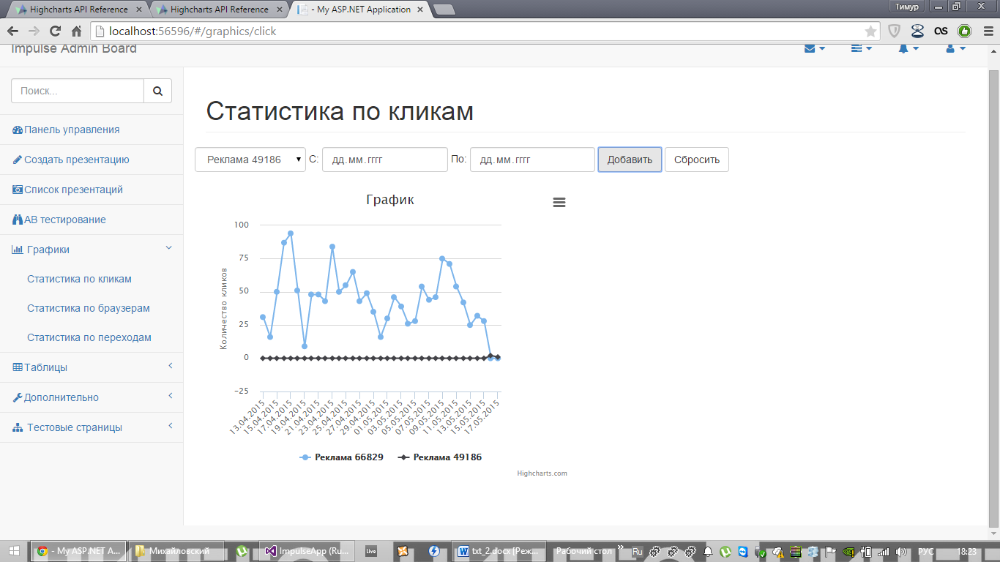 Highcharts API Reference
Highcharts API Reference
- My ASP.NET Application
Тимур
localhost:56596/#/graphics/click
Impulse Admin Board
Поиск...
Панель управления
Создать презентацию
Список презентаций
AB тестирование
Графики
Статистика по кликам
Статистика по браузерам
Статистика по переходам
Таблицы
Дополнительно
Тестовые страницы
Статистика по кликам
Реклама 49186 С: дд.мм.гггг По: дд.мм.гггг Добавить Сбросить
График
Количество кликов
100
75
50
25
0
−25
13.04.2015
15.04.2015
17.04.2015
19.04.2015
21.04.2015
23.04.2015
25.04.2015
27.04.2015
29.04.2015
01.05.2015
03.05.2015
05.05.2015
07.05.2015
09.05.2015
11.05.2015
13.05.2015
15.05.2015
17.05.2015
Реклама 66829 Реклама 49186
Highcharts.com
- My ASP.NET A...
Михайловский
ImpulseApp (Ru...
live
txt_2.docx [Реж...
Рабочий стол
Ru
РУС
18:23